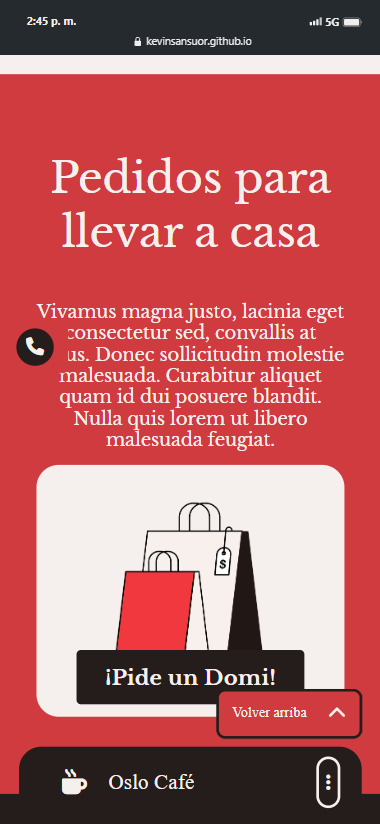 2:45 p. m.
5G
kevinsansuor.github.io
Pedidos para
llevar a casa
Vivamus magna justo, lacinia eget
consectetur sed, convallis at
us. Donec sollicitudin molestie
malesuada. Curabitur aliquet
quam id dui posuere blandit.
Nulla quis lorem ut libero
malesuada feugiat.
$
¡Pide un Domi!
Volver arriba
Oslo Café